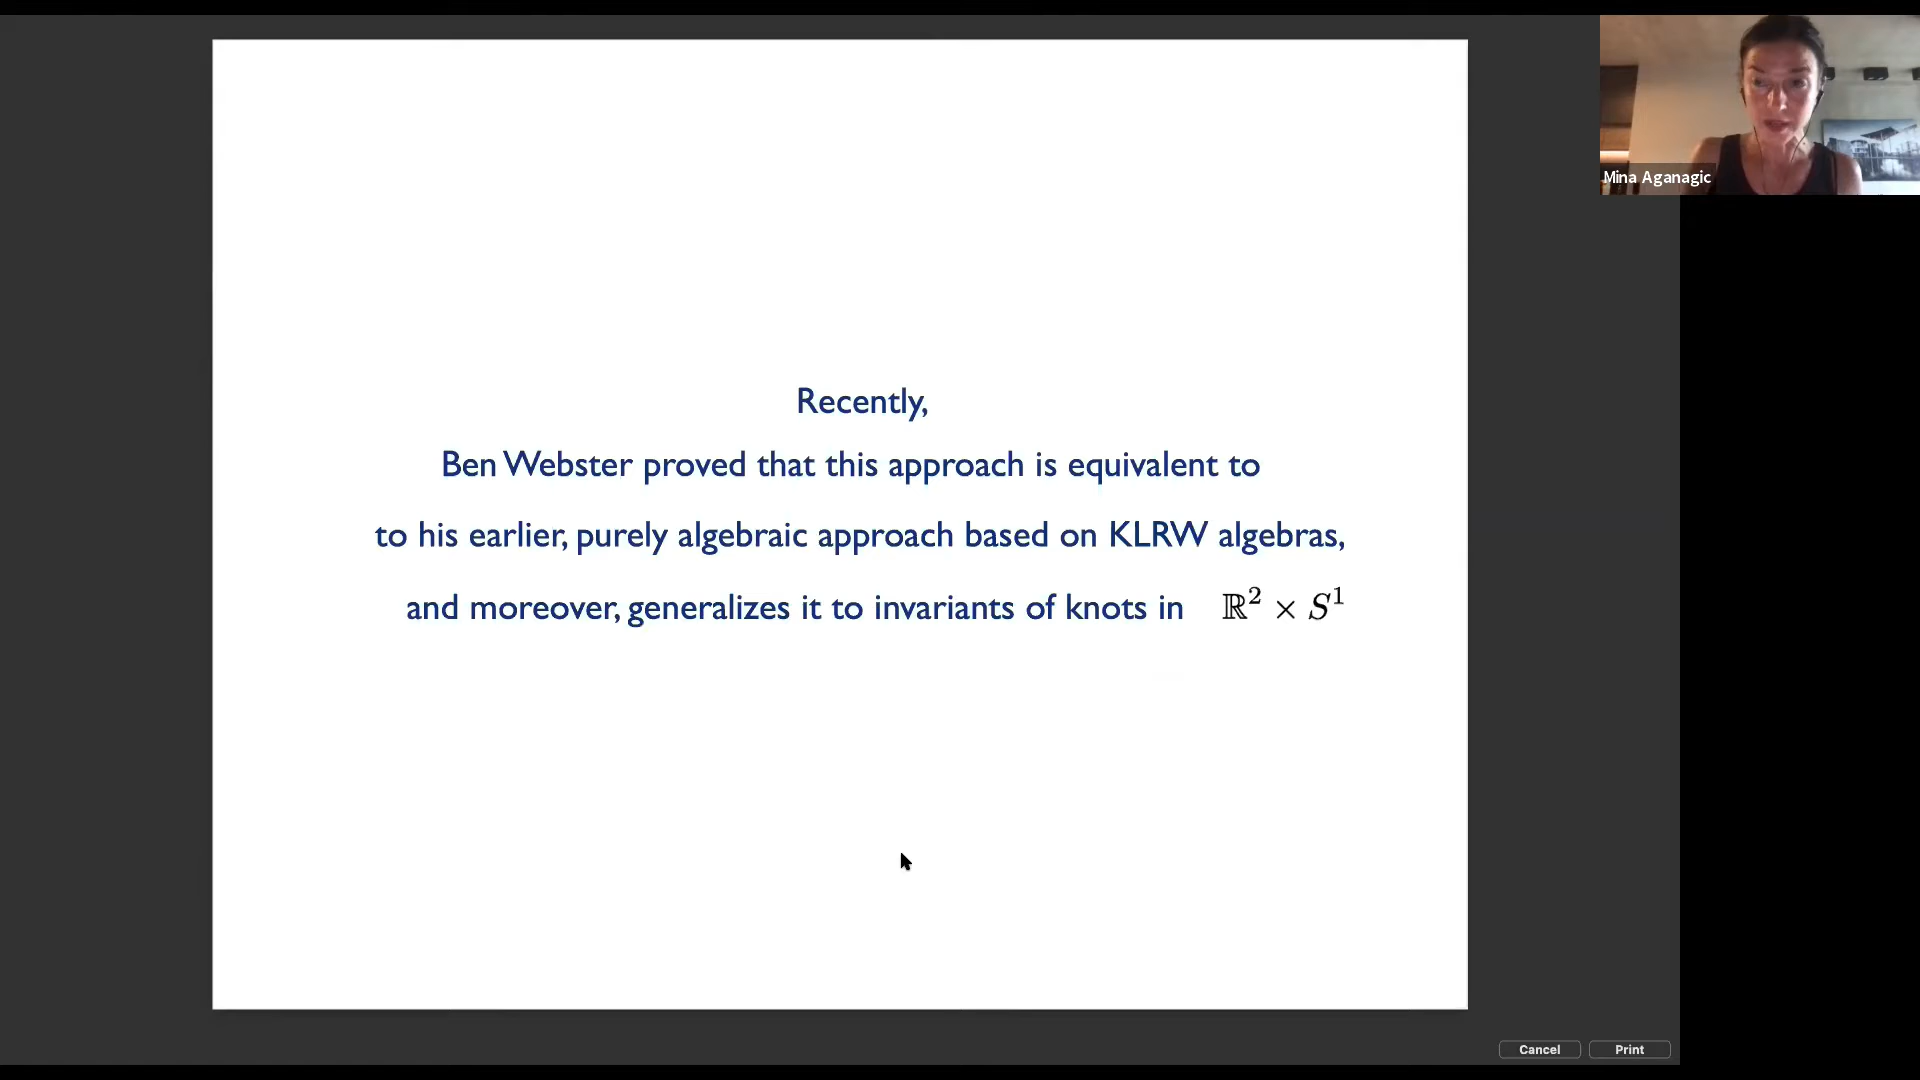 Mina Aganagic
Recently,
Ben Webster proved that this approach is equivalent to
to his earlier, purely algebraic approach based on KLRW algebras,
and moreover, generalizes it to invariants of knots in ℝ² × S¹
Cancel Print